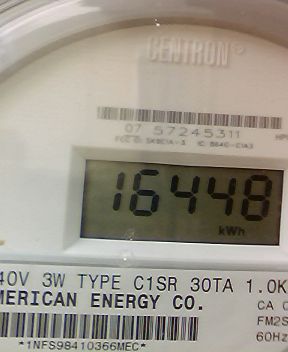 CENTRON®
07 57245311
16448
kWh
40V 3W TYPE C1SR 30TA 1.0K
MERICAN ENERGY CO.
CA 0
FM2S
60Hz
*1NFS98410366MEC*